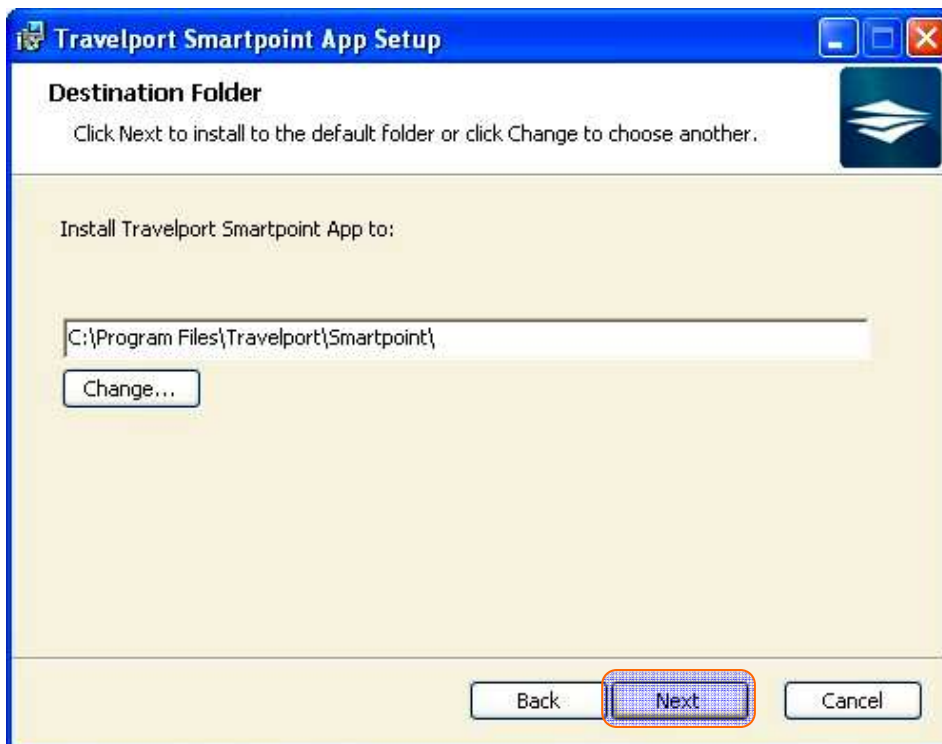 Travelport Smartpoint App Setup
Destination Folder
Click Next to install to the default folder or click Change to choose another.
Install Travelport Smartpoint App to:
C:\Program Files\Travelport\Smartpoint\
Change...
Back Next Cancel